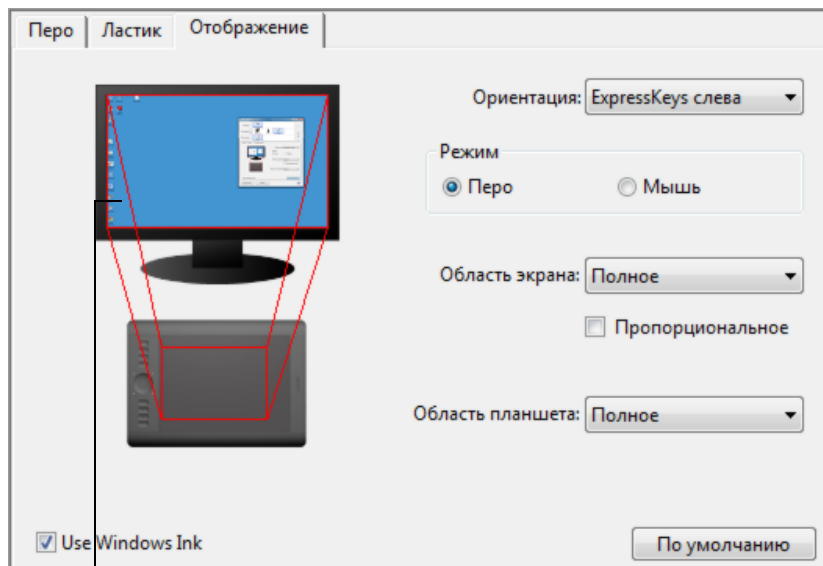 Перо Ластик Отображение
Ориентация: ExpressKeys слева
Режим
Перо Мышь
Область экрана: Полное
Пропорциональное
Область планшета: Полное
Use Windows Ink По умолчанию